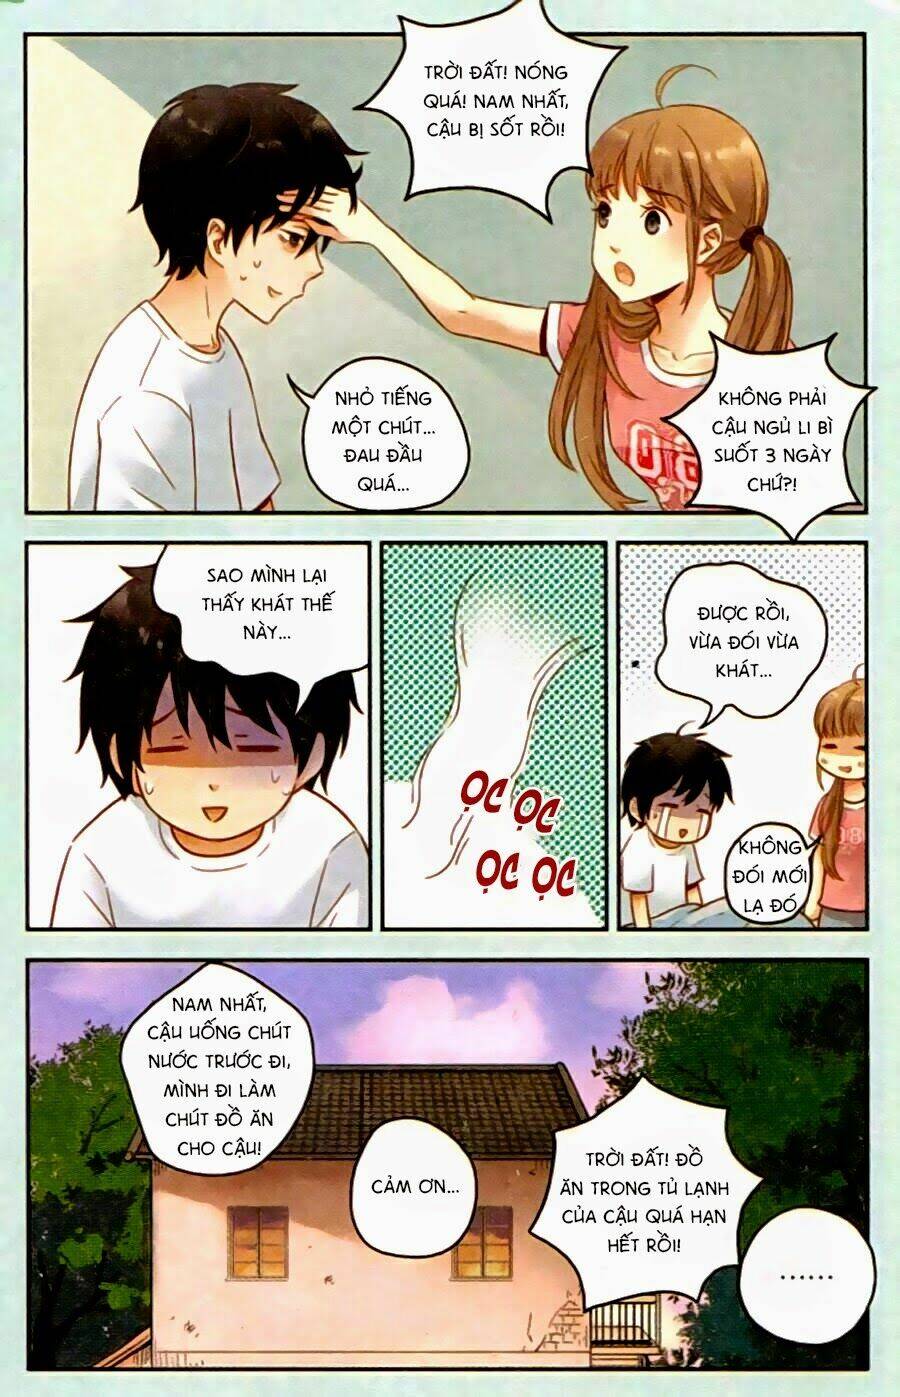 TRỜI ĐẤT! NÓNG
QUÁ! NAM NHẤT,
CẬU BỊ SỐT RỒI!
NHỎ TIẾNG
MỘT CHÚT...
ĐAU ĐẦU
QUÁ...
KHÔNG PHẢI
CẬU NGỦ LI BÌ
SUỐT 3 NGÀY
CHỨ?!
SAO MÌNH LẠI
THẤY KHÁT THẾ
NÀY...
ỌC ỌC
ỌC ỌC
ĐƯỢC RỒI,
VỪA ĐÓI VỪA
KHÁT...
KHÔNG
ĐÓI MỚI
LẠ ĐÓ
NAM NHẤT,
CẬU UỐNG CHÚT
NƯỚC TRƯỚC ĐI,
MÌNH ĐI LÀM
CHÚT ĐỒ ĂN
CHO CẬU!
CẢM ƠN...
TRỜI ĐẤT! ĐỒ
ĂN TRONG TỦ LẠNH
CỦA CẬU QUÁ HẠN
HẾT RỒI!
......